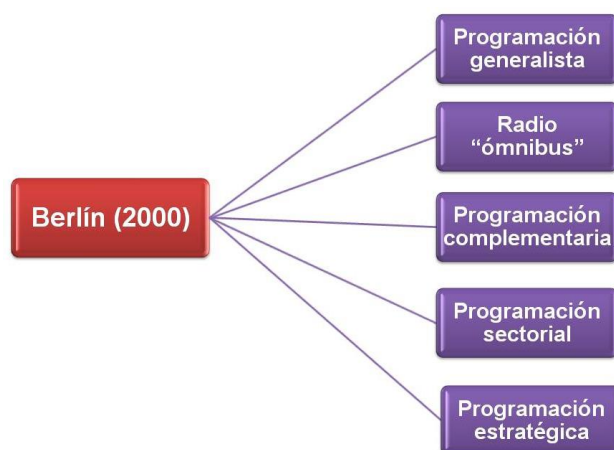 Programación
generalista
Radio
“ómnibus”
Berlín (2000)
Programación
complementaria
Programación
sectorial
Programación
estratégica